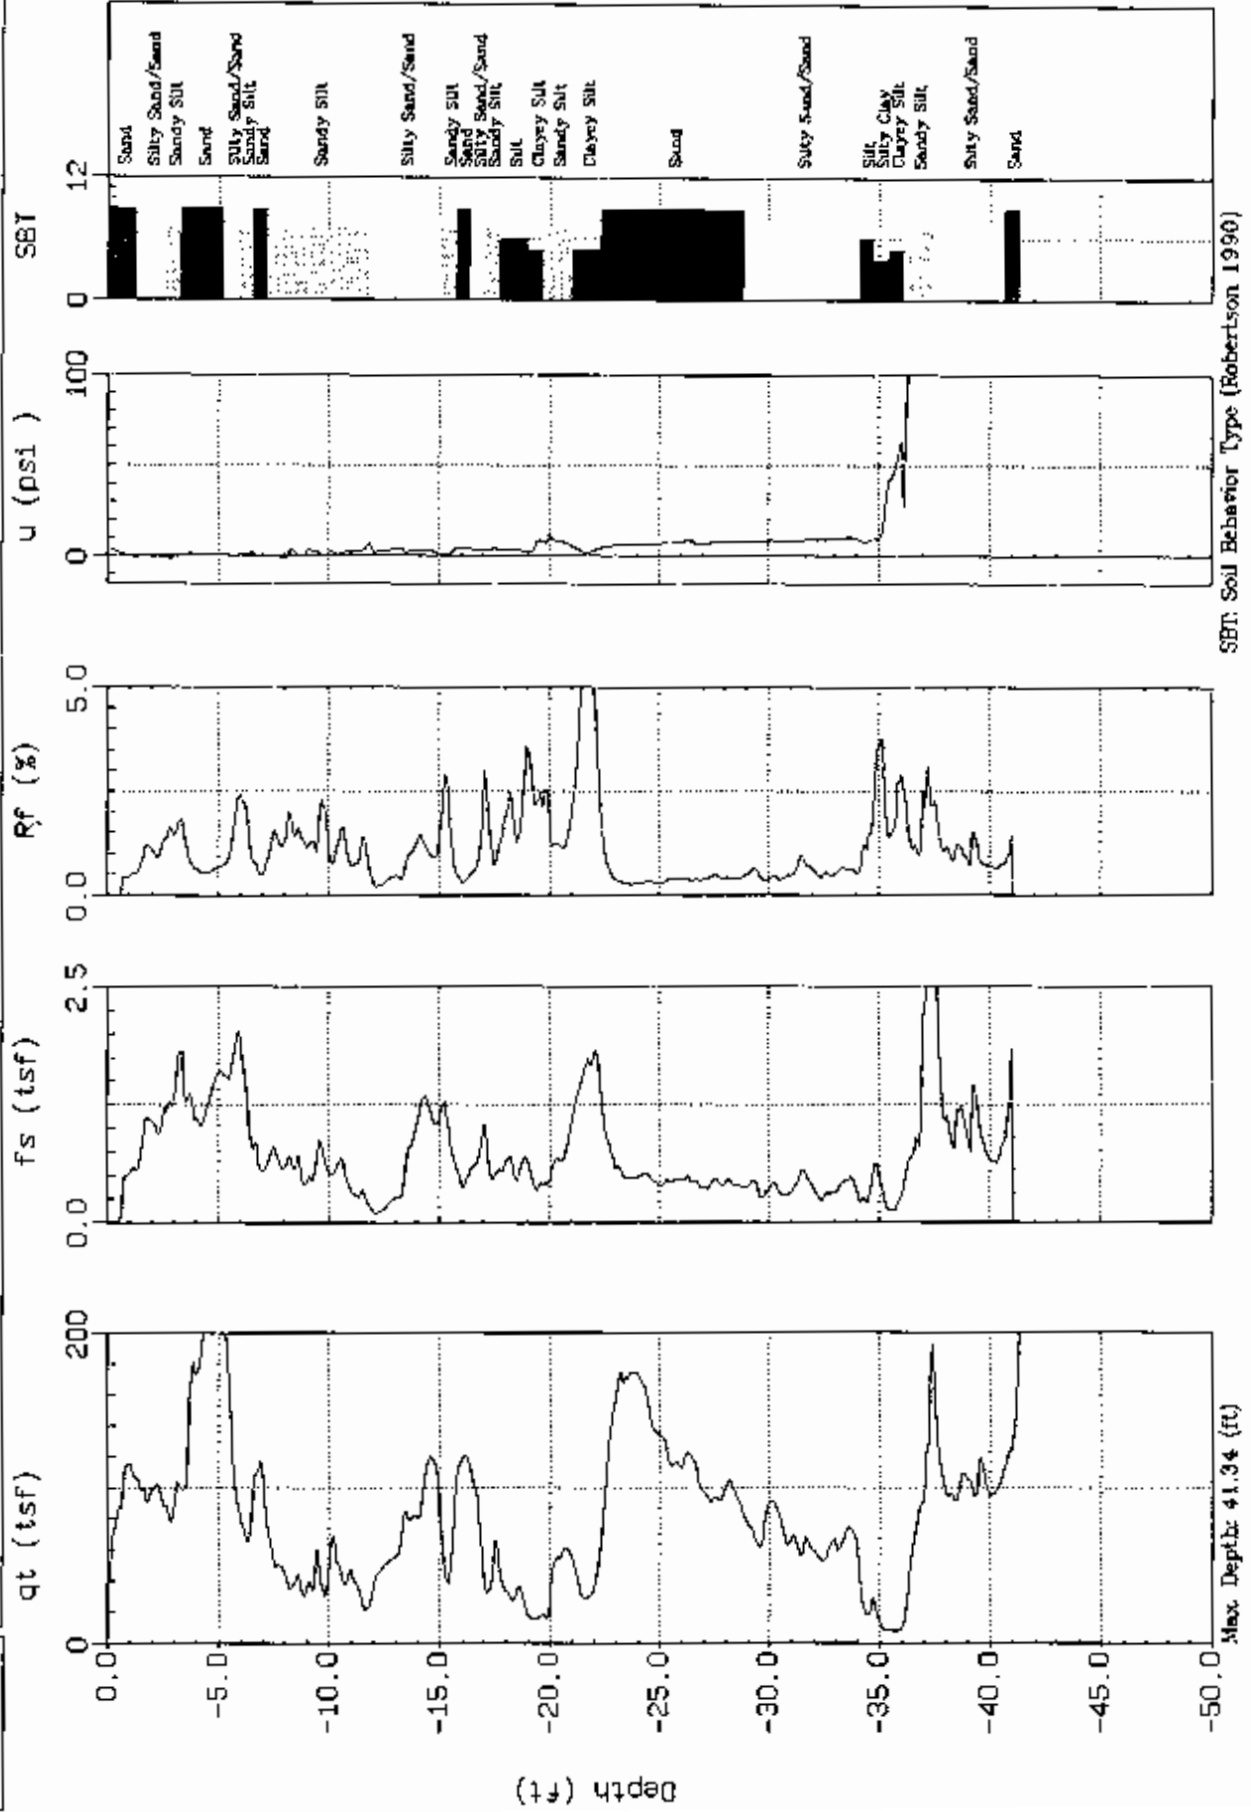 qt (tsf)
fs (tsf)
Rf (%)
u (psi )
SBT
0
200
0.0
2.5
0.0
5.0
0
100
0
12
Depth (ft)
0.0
-5.0
-10.0
-15.0
-20.0
-25.0
-30.0
-35.0
-40.0
-45.0
-50.0
Sand
Silty Sand/Sand
Sandy Silt
Sand
Silty Sand/Sand
Sandy Silt
Sand
Sandy Silt
Silty Sand/Sand
Sandy Silt
Sand
Silty Sand/Sand
Sandy Silt
Silt
Clayey Silt
Sandy Silt
Clayey Silt
Sand
Silty Sand/Sand
Silt
Silty Clay
Clayey Silt
Sandy Silt
Silty Sand/Sand
Sand
Max. Depth: 41.34 (ft)
SBT: Soil Behavior Type (Robertson 1990)